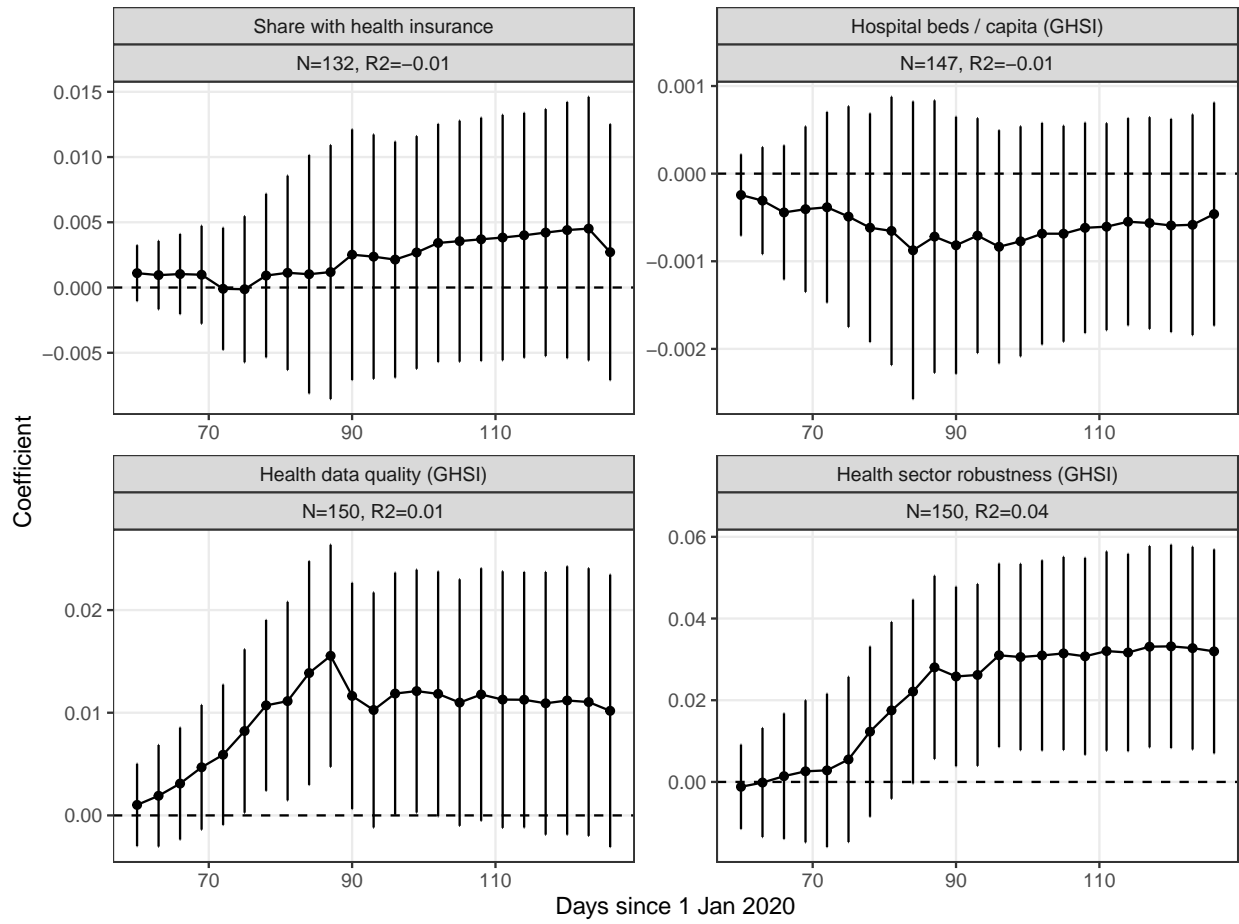 Share with health insurance
N=132, R2=−0.01
0.015
0.010
0.005
0.000
−0.005
70 90 110
Hospital beds / capita (GHSI)
N=147, R2=−0.01
0.001
0.000
−0.001
−0.002
70 90 110
Coefficient
Health data quality (GHSI)
N=150, R2=0.01
0.02
0.01
0.00
70 90 110
Health sector robustness (GHSI)
N=150, R2=0.04
0.06
0.04
0.02
0.00
70 90 110
Days since 1 Jan 2020